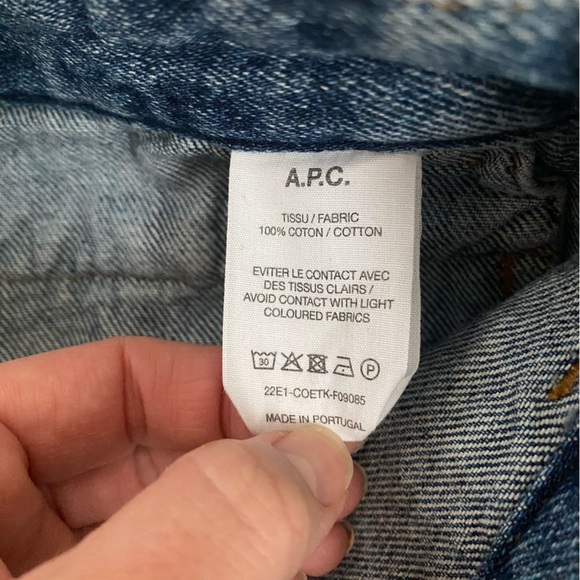 A.P.C.
TISSU / FABRIC
100% COTON / COTTON
EVITER LE CONTACT AVEC
DES TISSUS CLAIRS /
AVOID CONTACT WITH LIGHT
COLOURED FABRICS
30 P
22E1-COETK-F09085
MADE IN PORTUGAL